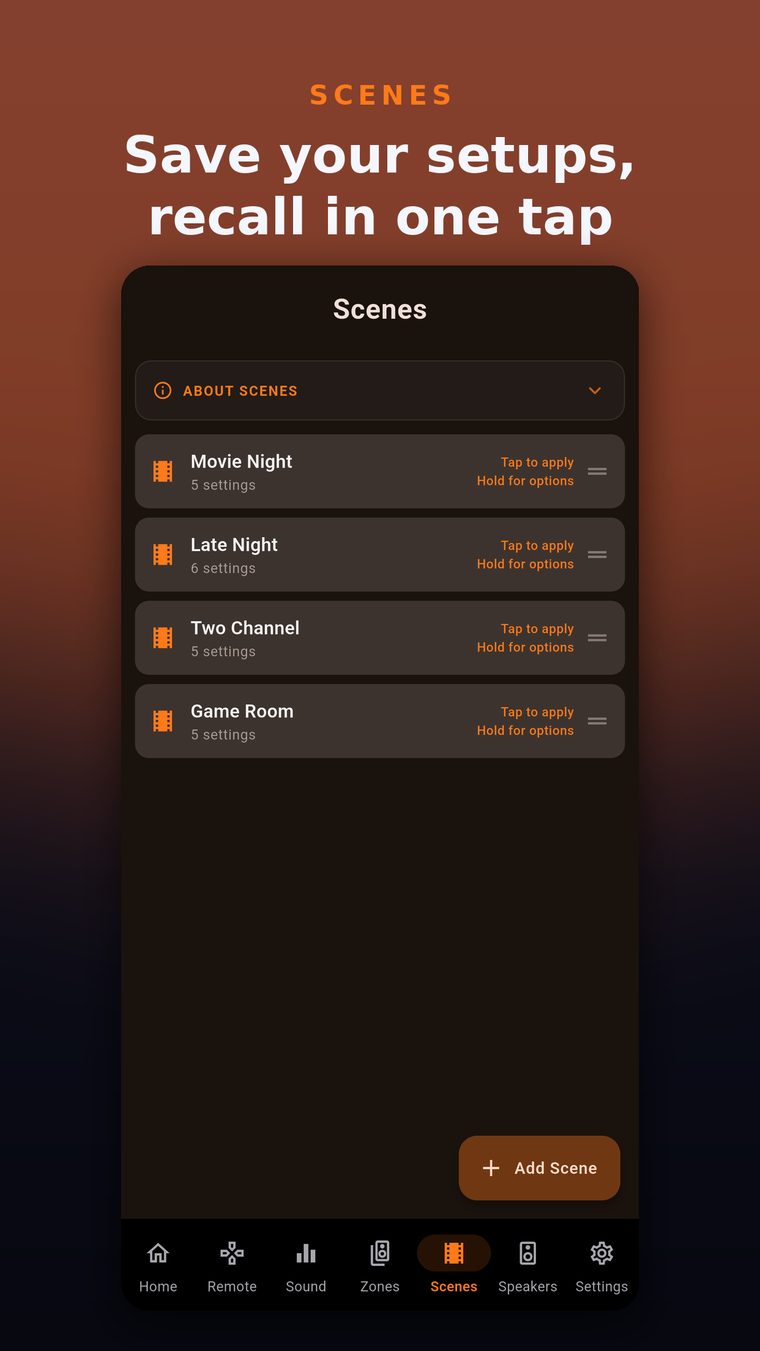 SCENES
Save your setups,
recall in one tap
Scenes
ABOUT SCENES
Movie Night
5 settings
Tap to apply
Hold for options
Late Night
6 settings
Tap to apply
Hold for options
Two Channel
5 settings
Tap to apply
Hold for options
Game Room
5 settings
Tap to apply
Hold for options
Add Scene
Home
Remote
Sound
Zones
Scenes
Speakers
Settings